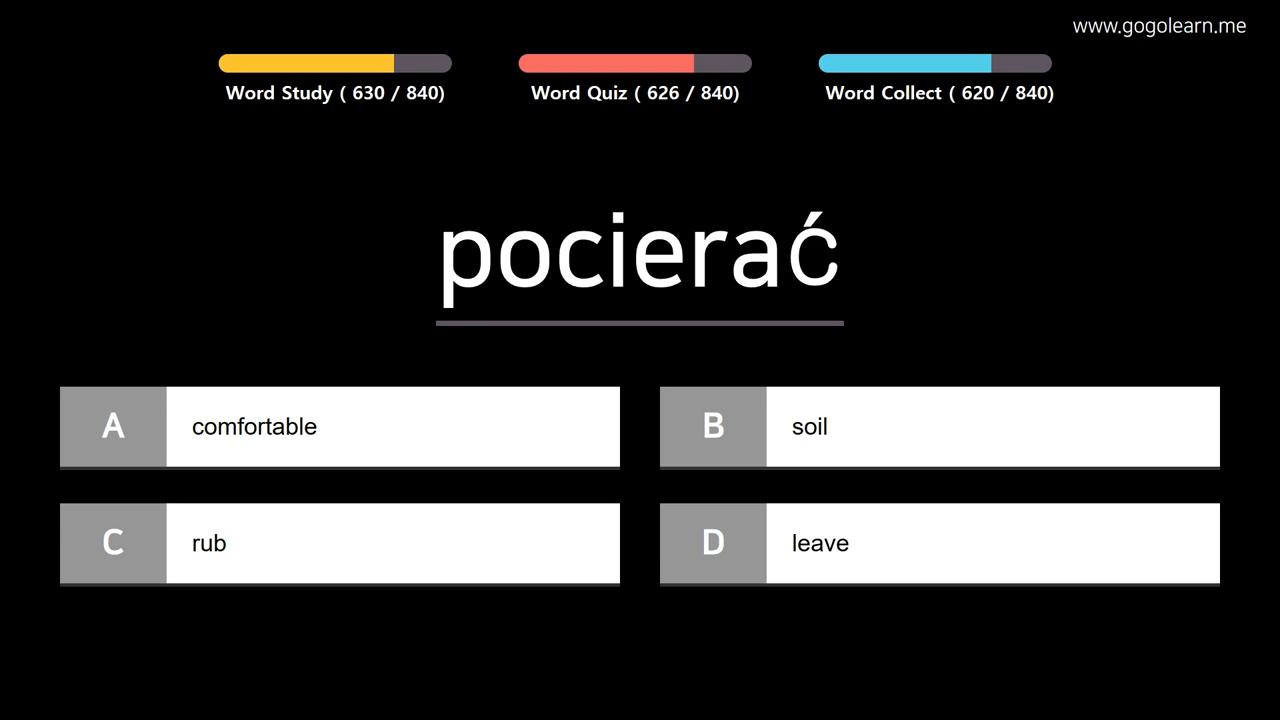 www.gogolearn.me
Word Study ( 630 / 840)
Word Quiz ( 626 / 840)
Word Collect ( 620 / 840)
pocierać
A comfortable
B soil
C rub
D leave